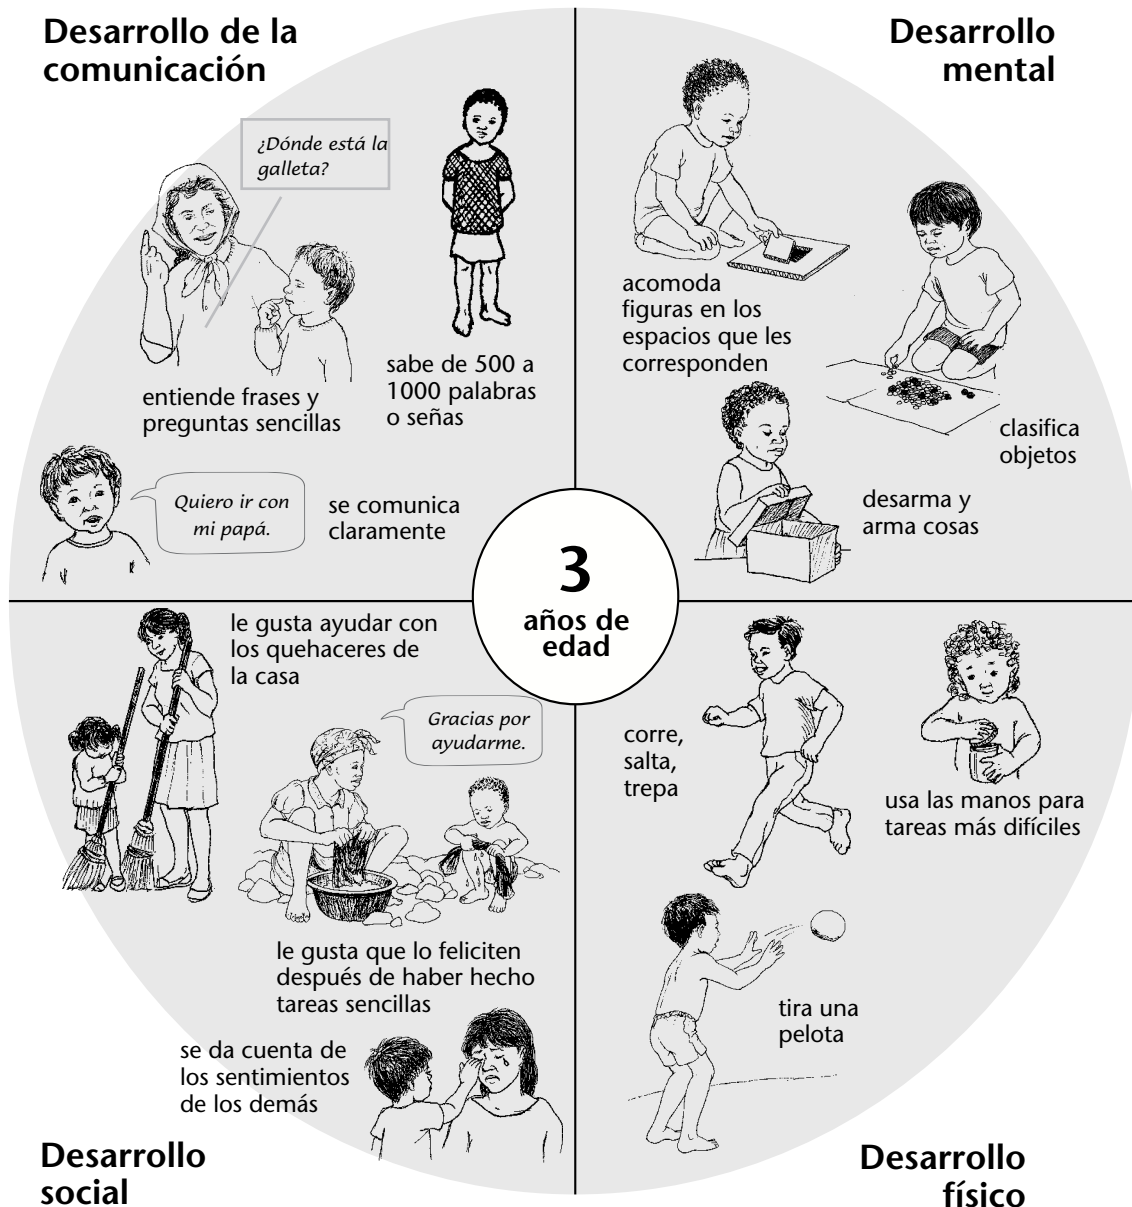 Desarrollo de la
comunicación
¿Dónde está la
galleta?
entiende frases y
preguntas sencillas
sabe de 500 a
1000 palabras
o señas
Quiero ir con
mi papá.
se comunica
claramente
Desarrollo
mental
acomoda
figuras en los
espacios que les
corresponden
clasifica
objetos
desarma y
arma cosas
3
años de
edad
le gusta ayudar con
los quehaceres de
la casa
Gracias por
ayudarme.
le gusta que lo feliciten
después de haber hecho
tareas sencillas
se da cuenta de
los sentimientos
de los demás
Desarrollo
social
corre,
salta,
trepa
usa las manos para
tareas más difíciles
tira una
pelota
Desarrollo
físico